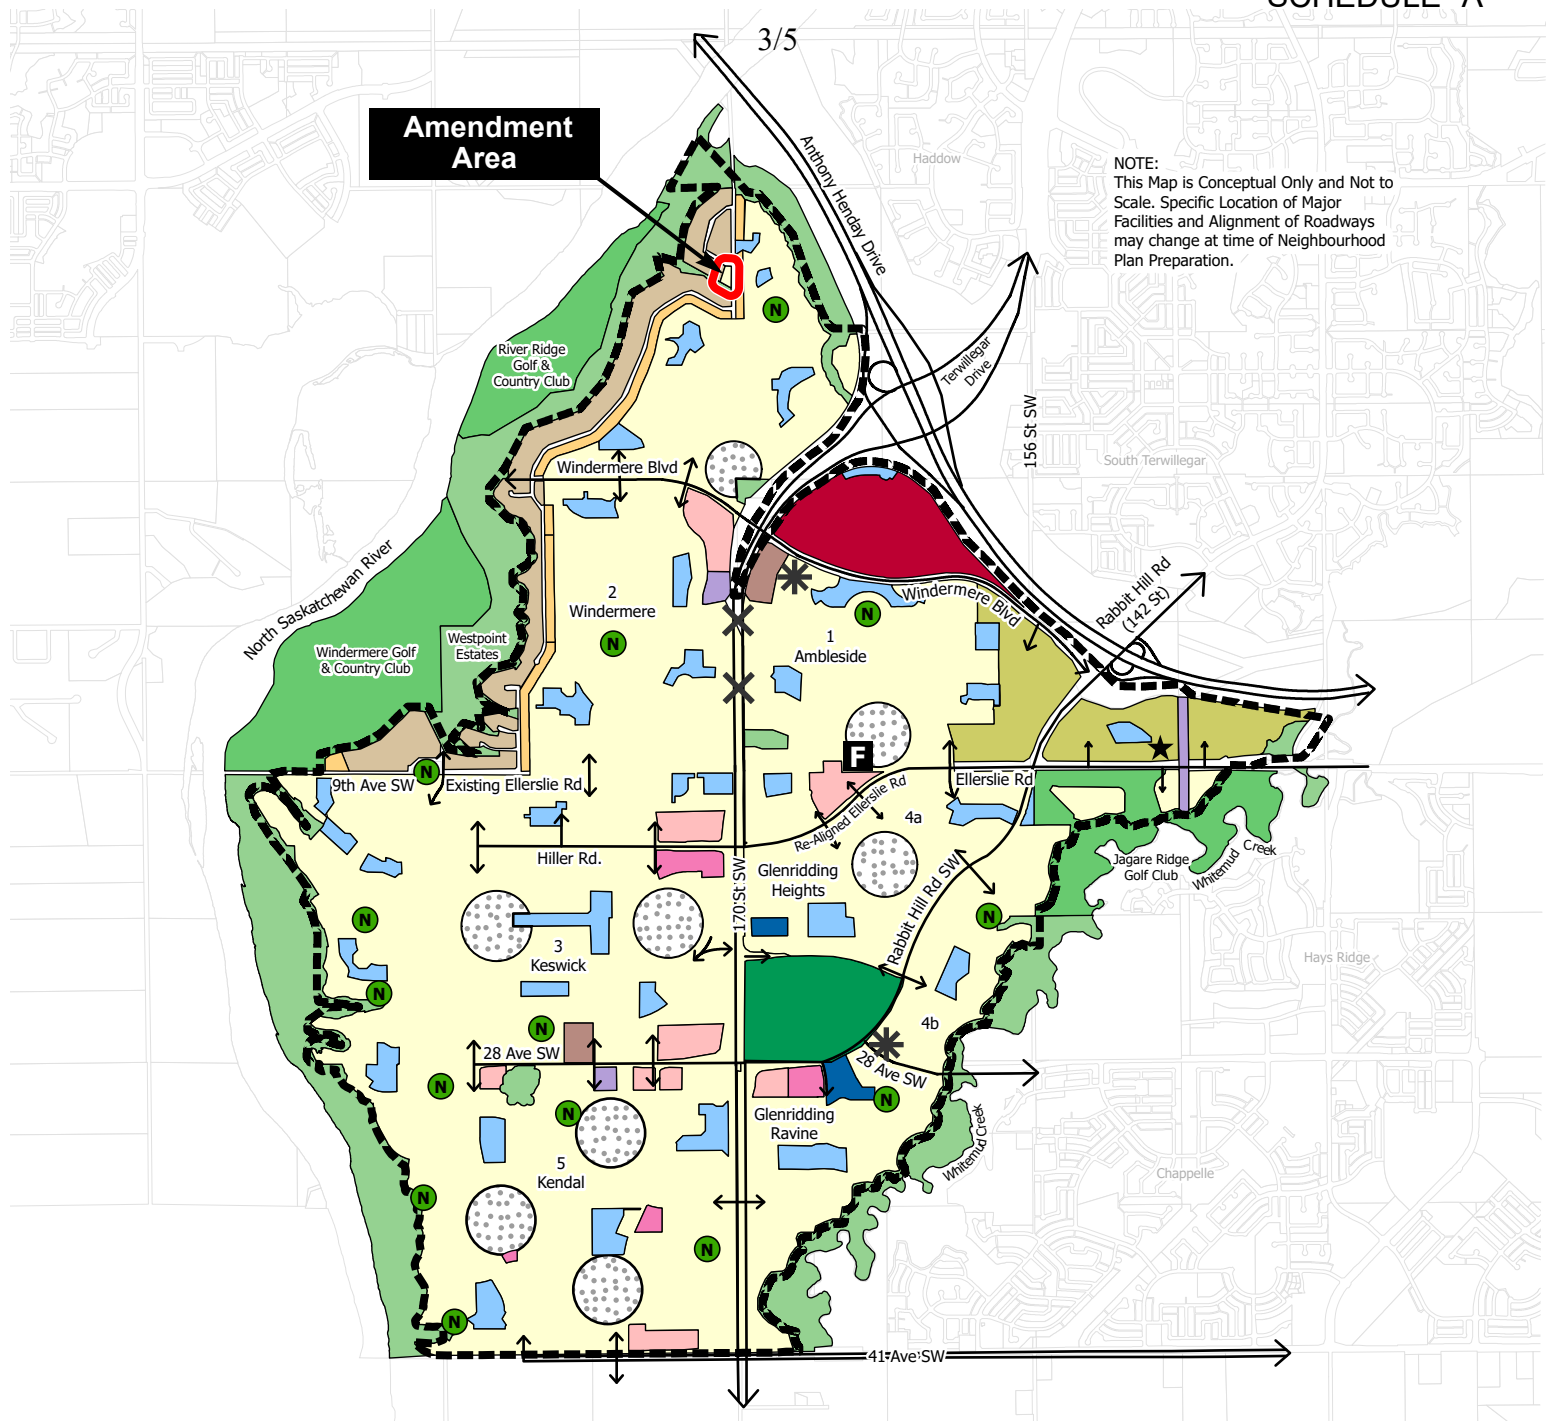 SCHEDULE "A"
3/5
Amendment
Area
Anthony Henday Drive
Haddow
NOTE:
This Map is Conceptual Only and Not to
Scale. Specific Location of Major
Facilities and Alignment of Roadways
may change at time of Neighbourhood
Plan Preparation.
N
River Ridge
Golf &
Country Club
Terwillegar
Drive
156 St SW
South Terwillegar
Windermere Blvd
North Saskatchewan River
Windermere Golf
& Country Club
Westpoint
Estates
2
Windermere
N
N
1
Ambleside
Windermere Blvd
Rabbit Hill Rd
(142 St)
F
N
9th Ave SW
Existing Ellerslie Rd
Ellerslie Rd
Re-Aligned Ellerslie Rd
4a
Hiller Rd.
170 St SW
Glenridding
Heights
Rabbit Hill Rd SW
Jagare Ridge
Golf Club
Whitemud
Creek
N
N
3
Keswick
Hays Ridge
N
N
4b
28 Ave SW
28 Ave SW
N
N
N
Glenridding
Ravine
Whitemud Creek
5
Kendal
Chappelle
N
N
N
41 Ave SW